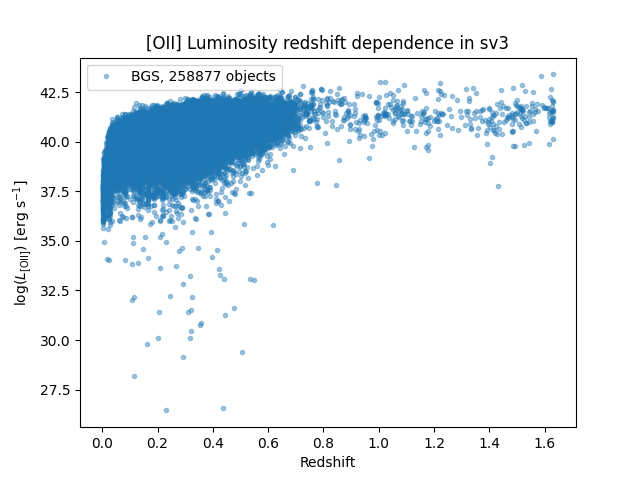 [OII] Luminosity redshift dependence in sv3
BGS, 258877 objects
log(L[OII]) [erg s−1]
42.5
40.0
37.5
35.0
32.5
30.0
27.5
0.0 0.2 0.4 0.6 0.8 1.0 1.2 1.4 1.6
Redshift